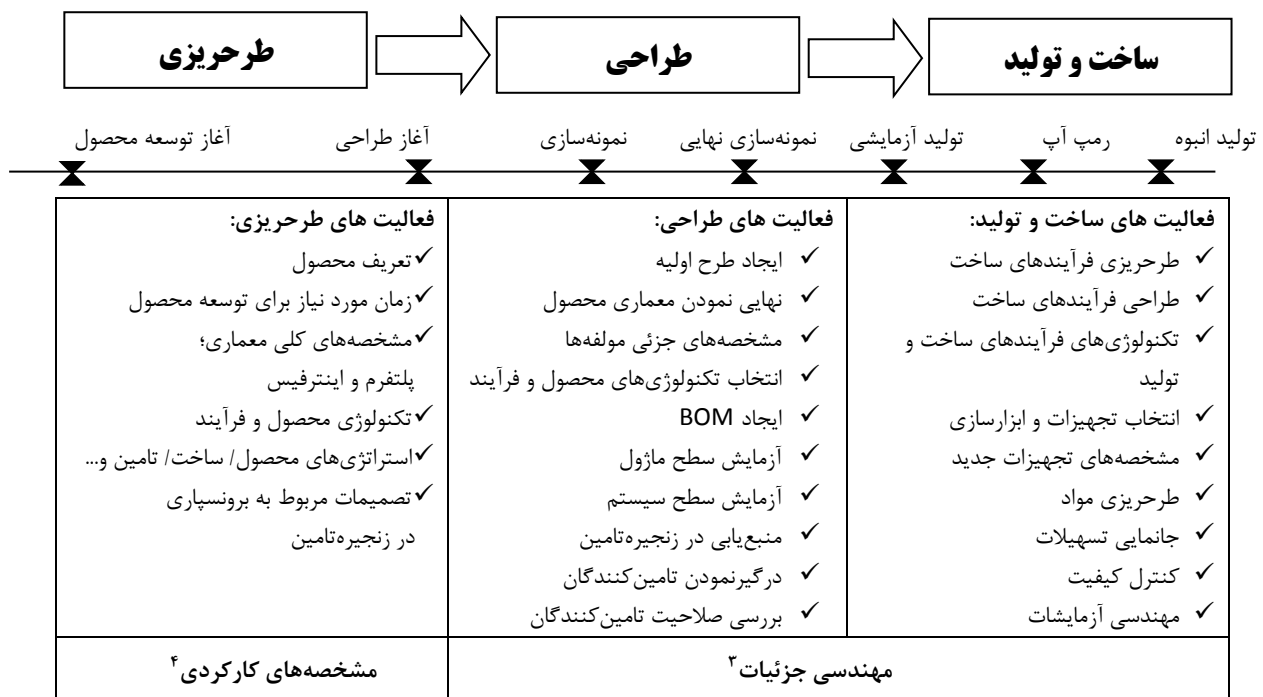 طرحریزی
طراحی
ساخت و تولید
آغاز توسعه محصول
آغاز طراحی
نمونه‌سازی
نمونه‌سازی نهایی
تولید آزمایشی
رمپ آپ
تولید انبوه
فعالیت های طرحریزی:
✓ تعریف محصول
✓ زمان مورد نیاز برای توسعه محصول
✓ مشخصه‌های کلی معماری؛
پلتفرم و اینترفیس
✓ تکنولوژی محصول و فرآیند
✓ استراتژی‌های محصول/ ساخت/ تامین و...
✓ تصمیمات مربوط به برونسپاری
در زنجیره‌تامین
فعالیت های طراحی:
✓ ایجاد طرح اولیه
✓ نهایی نمودن معماری محصول
✓ مشخصه‌های جزئی مولفه‌ها
✓ انتخاب تکنولوژی‌های محصول و فرآیند
✓ ایجاد BOM
✓ آزمایش سطح ماژول
✓ آزمایش سطح سیستم
✓ منبع‌یابی در زنجیره‌تامین
✓ درگیرنمودن تامین‌کنندگان
✓ بررسی صلاحیت تامین‌کنندگان
فعالیت های ساخت و تولید:
✓ طرحریزی فرآیندهای ساخت
✓ طراحی فرآیندهای ساخت
✓ تکنولوژی‌های فرآیندهای ساخت و
تولید
✓ انتخاب تجهیزات و ابزارسازی
✓ مشخصه‌های تجهیزات جدید
✓ طرحریزی مواد
✓ جانمایی تسهیلات
✓ کنترل کیفیت
✓ مهندسی آزمایشات
مشخصه‌های کارکردی۴
مهندسی جزئیات۳